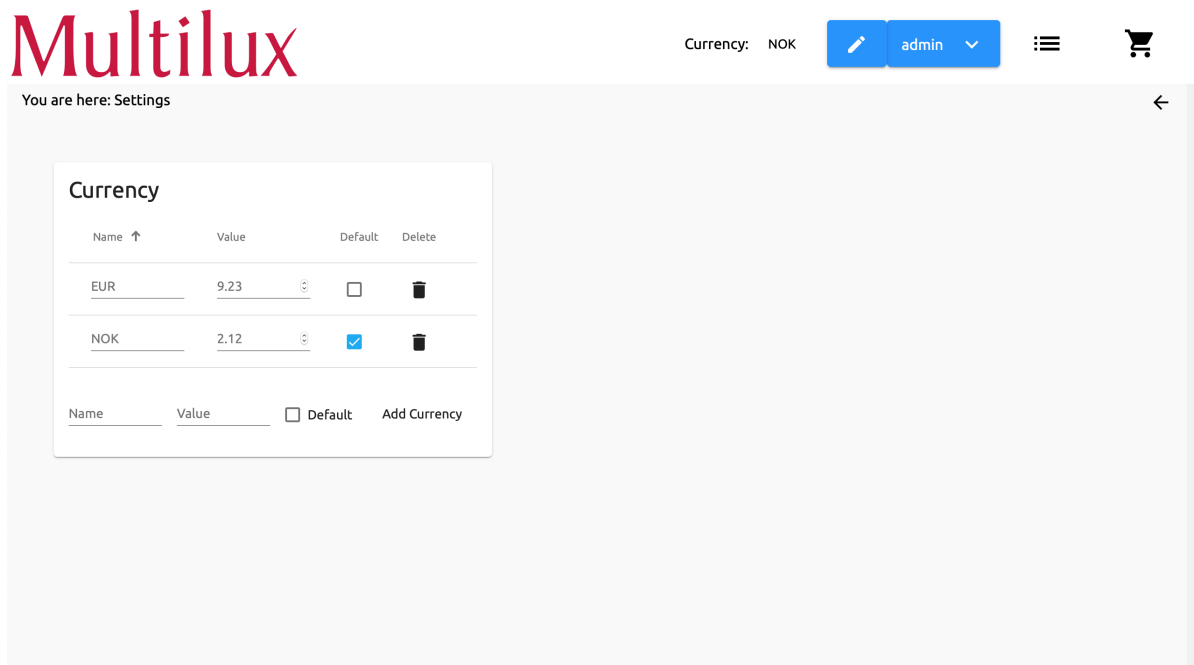 Multilux
Currency: NOK admin
You are here: Settings
Currency
Name Value Default Delete
EUR 9.23
NOK 2.12
Name Value Default Add Currency